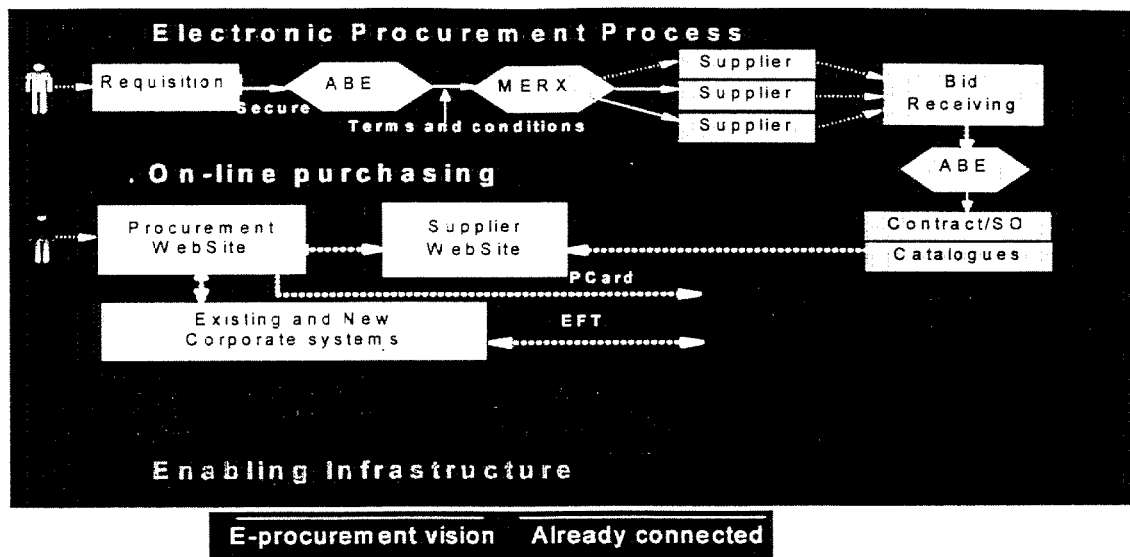 Electronic Procurement Process
Requisition
Secure
ABE
Terms and conditions
MERX
Supplier
Supplier
Supplier
Bid
Receiving
ABE
Contract/SO
Catalogues
. On-line purchasing
Procurement
WebSite
Supplier
WebSite
PCard
Existing and New
Corporate systems
EFT
Enabling Infrastructure
E-procurement vision
Already connected